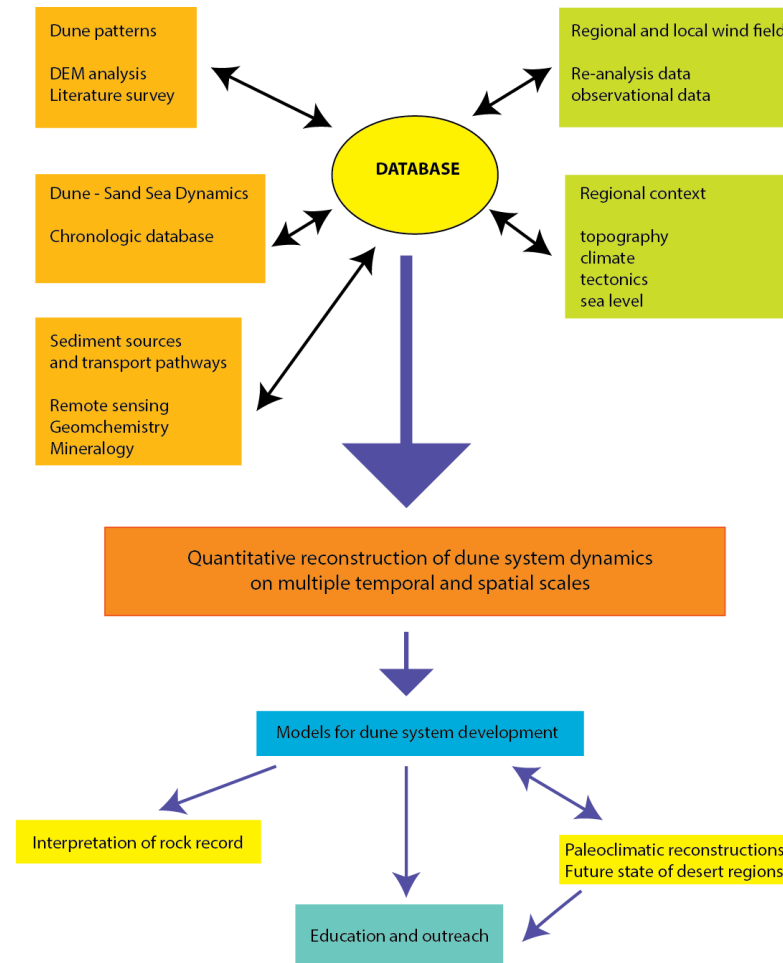 Dune patterns
DEM analysis
Literature survey
Regional and local wind field
Re-analysis data
observational data
DATABASE
Dune - Sand Sea Dynamics
Chronologic database
Regional context
topography
climate
tectonics
sea level
Sediment sources
and transport pathways
Remote sensing
Geomchemistry
Mineralogy
Quantitative reconstruction of dune system dynamics
on multiple temporal and spatial scales
Models for dune system development
Interpretation of rock record
Paleoclimatic reconstructions
Future state of desert regions
Education and outreach